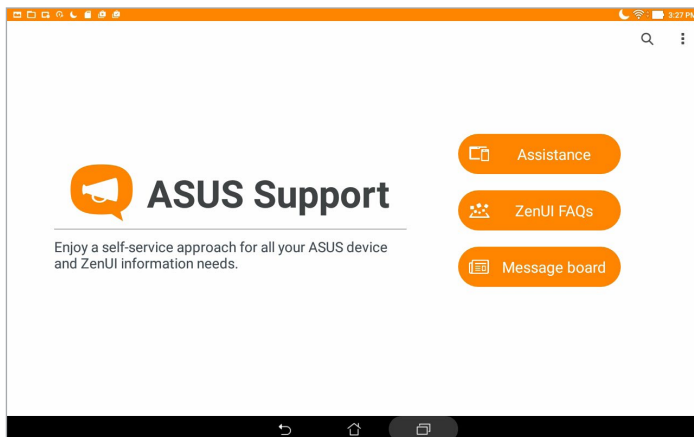 3:27 PM
ASUS Support
Enjoy a self-service approach for all your ASUS device
and ZenUI information needs.
Assistance
ZenUI FAQs
Message board